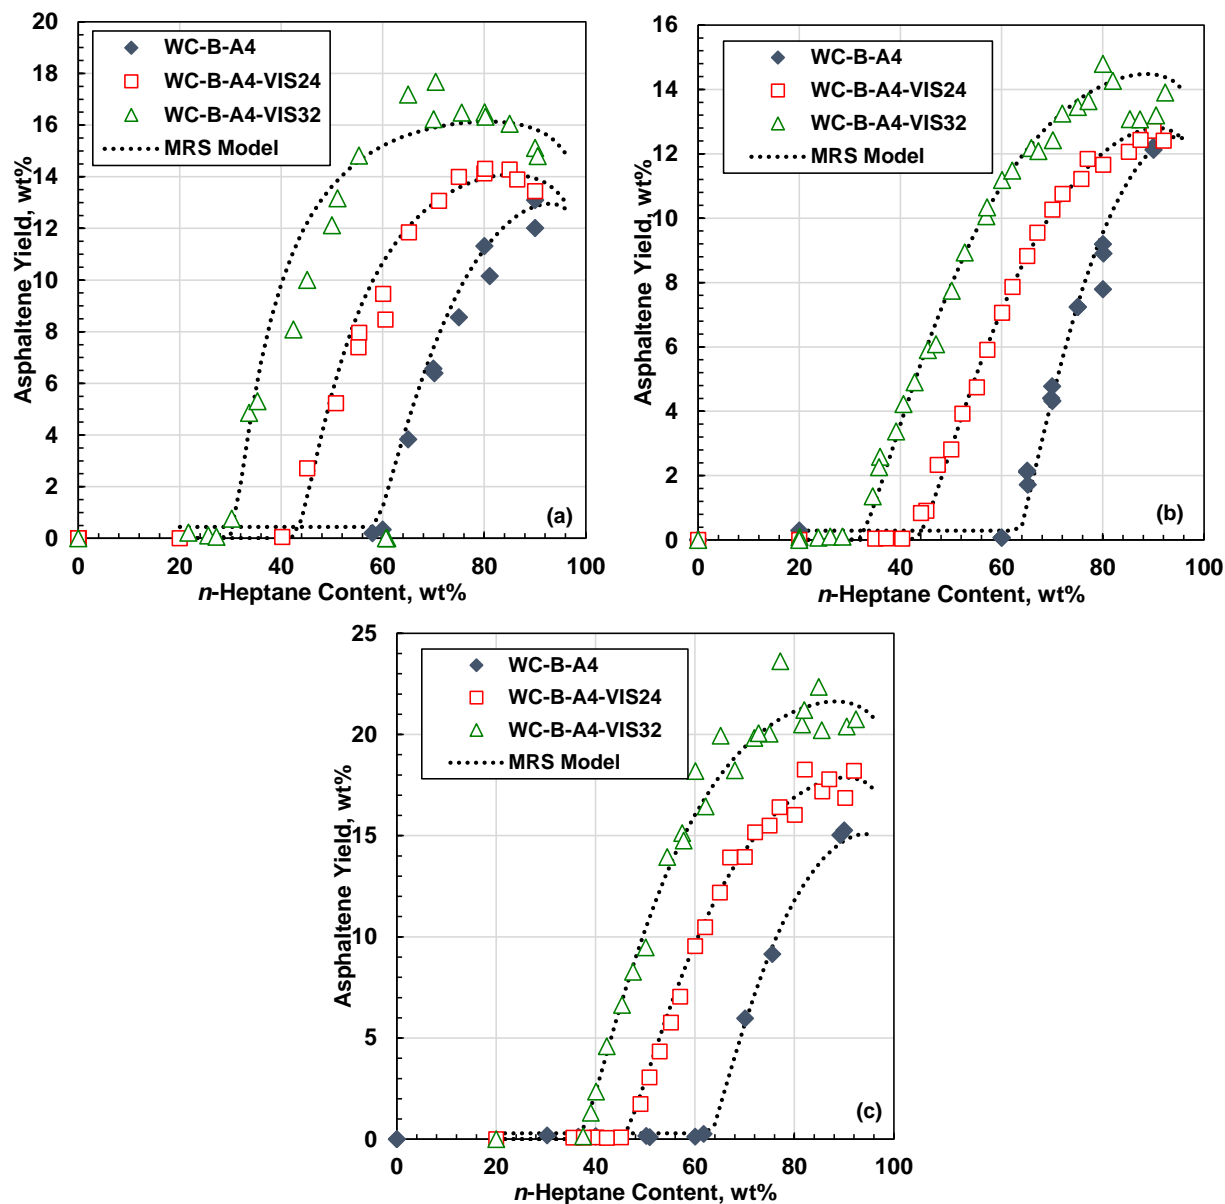 20
18
16
14
12
10
8
6
4
2
0
Asphaltene Yield, wt%
WC-B-A4
WC-B-A4-VIS24
WC-B-A4-VIS32
MRS Model
(a)
0 20 40 60 80 100
n-Heptane Content, wt%
16
14
12
10
8
6
4
2
0
Asphaltene Yield, wt%
WC-B-A4
WC-B-A4-VIS24
WC-B-A4-VIS32
MRS Model
(b)
0 20 40 60 80 100
n-Heptane Content, wt%
25
20
15
10
5
0
Asphaltene Yield, wt%
WC-B-A4
WC-B-A4-VIS24
WC-B-A4-VIS32
MRS Model
(c)
0 20 40 60 80 100
n-Heptane Content, wt%